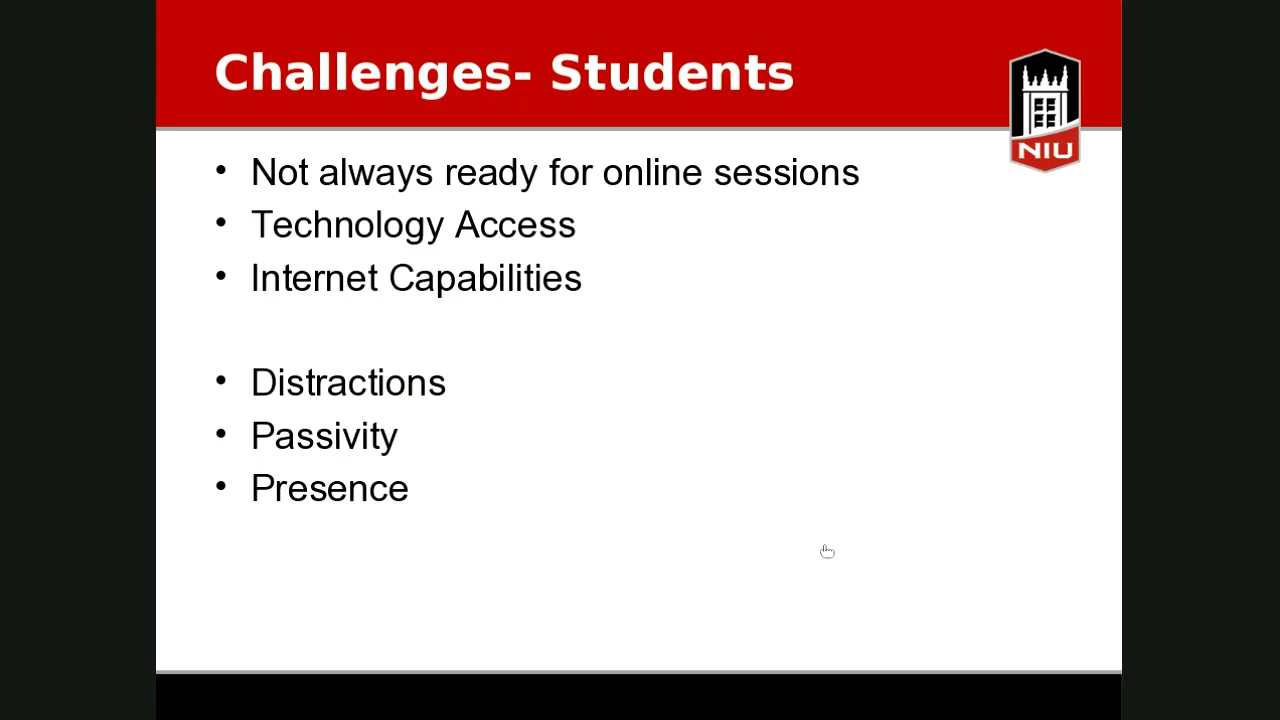 Challenges- Students
NIU
• Not always ready for online sessions
• Technology Access
• Internet Capabilities
• Distractions
• Passivity
• Presence